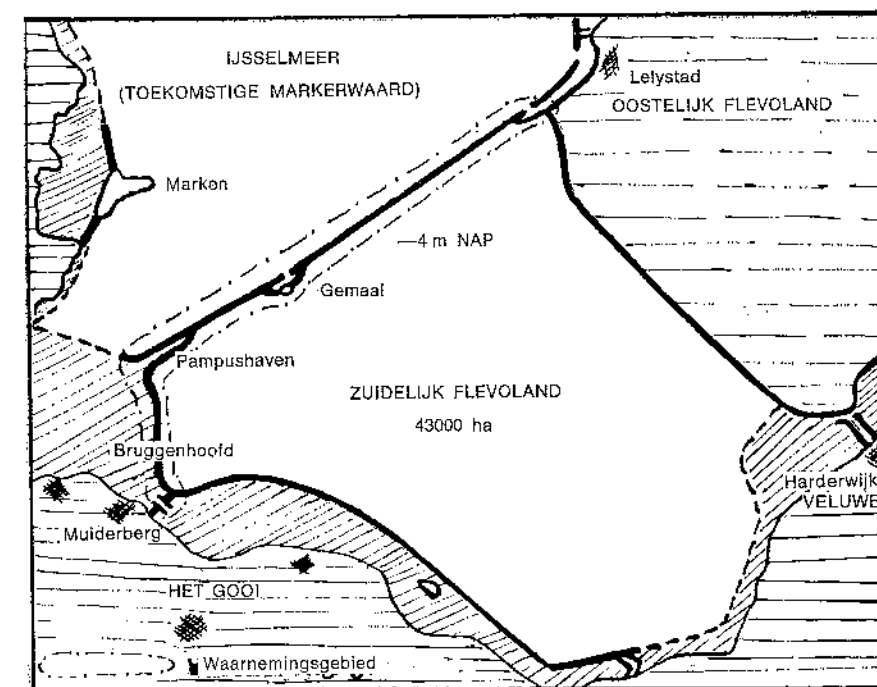 IJSSELMEER
(TOEKOMSTIGE MARKERWAARD)
Lelystad
OOSTELIJK FLEVOLAND
Marken
—4 m NAP
Gemaal
Pampushaven
ZUIDELIJK FLEVOLAND
43000 ha
Bruggenhoofd
Harderwijk
VELUWE
Muiderberg
HET GOOI
Waarnemingsgebied